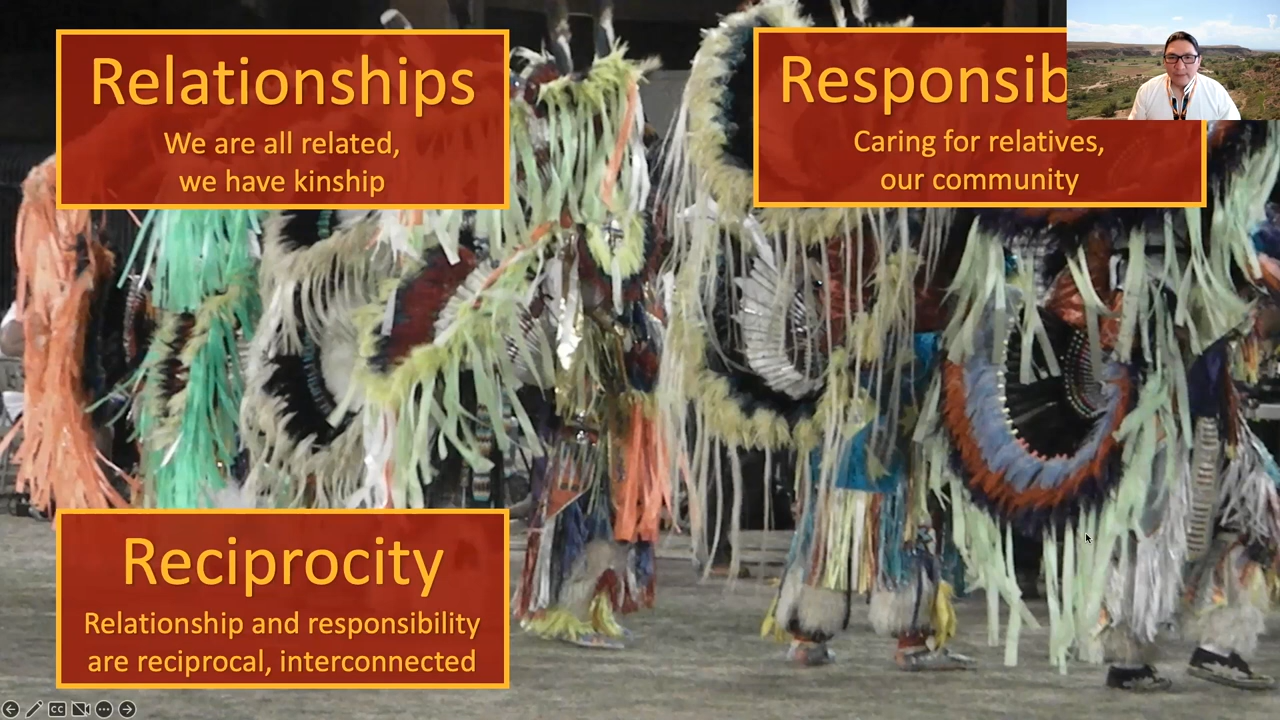 Relationships
We are all related,
we have kinship
Responsib
Caring for relatives,
our community
Reciprocity
Relationship and responsibility
are reciprocal, interconnected
CC